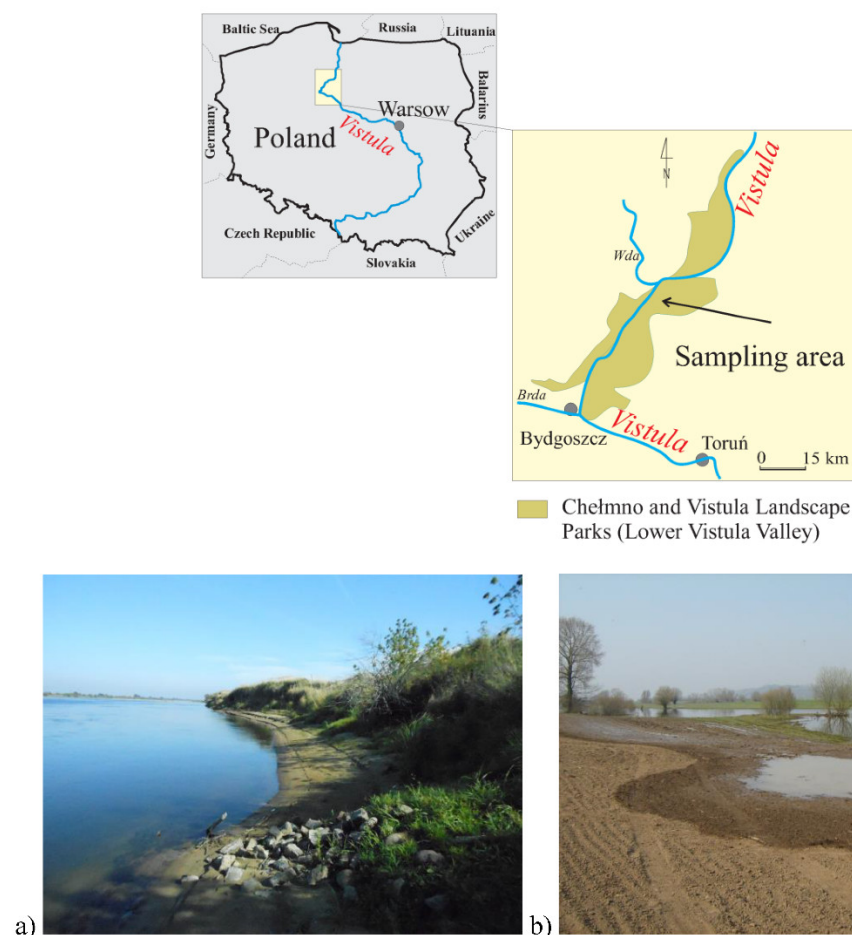 Baltic Sea
Russia
Lituania
Balarius
Germany
Warsow
Poland
Vistula
Ukraine
Czech Republic
Slovakia
N
Vistula
Wda
Sampling area
Brda
Vistula
Bydgoszcz
Toruń
0 15 km
Chełmno and Vistula Landscape
Parks (Lower Vistula Valley)
a)
b)